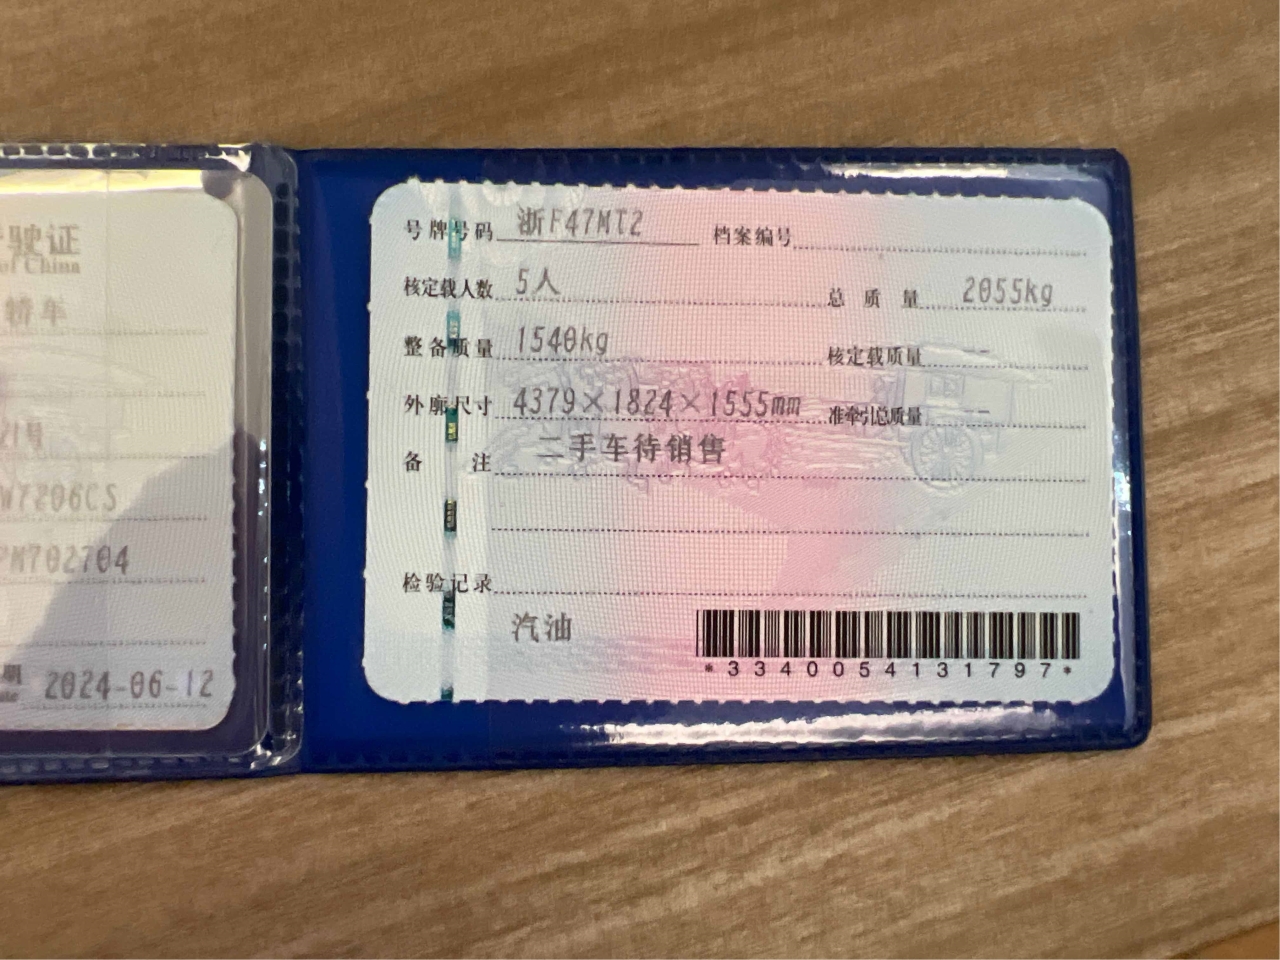 驶证
of China
轿车
21号
W7206CS
PM702704
2024-06-12
号牌号码 浙F47MT2 档案编号
核定载人数 5人 总质量 2055kg
整备质量 1540kg 核定载质量 --
外廓尺寸 4379×1824×1555mm 准牵引总质量 --
备注 二手车待销售
检验记录
汽油
*3340054131797*